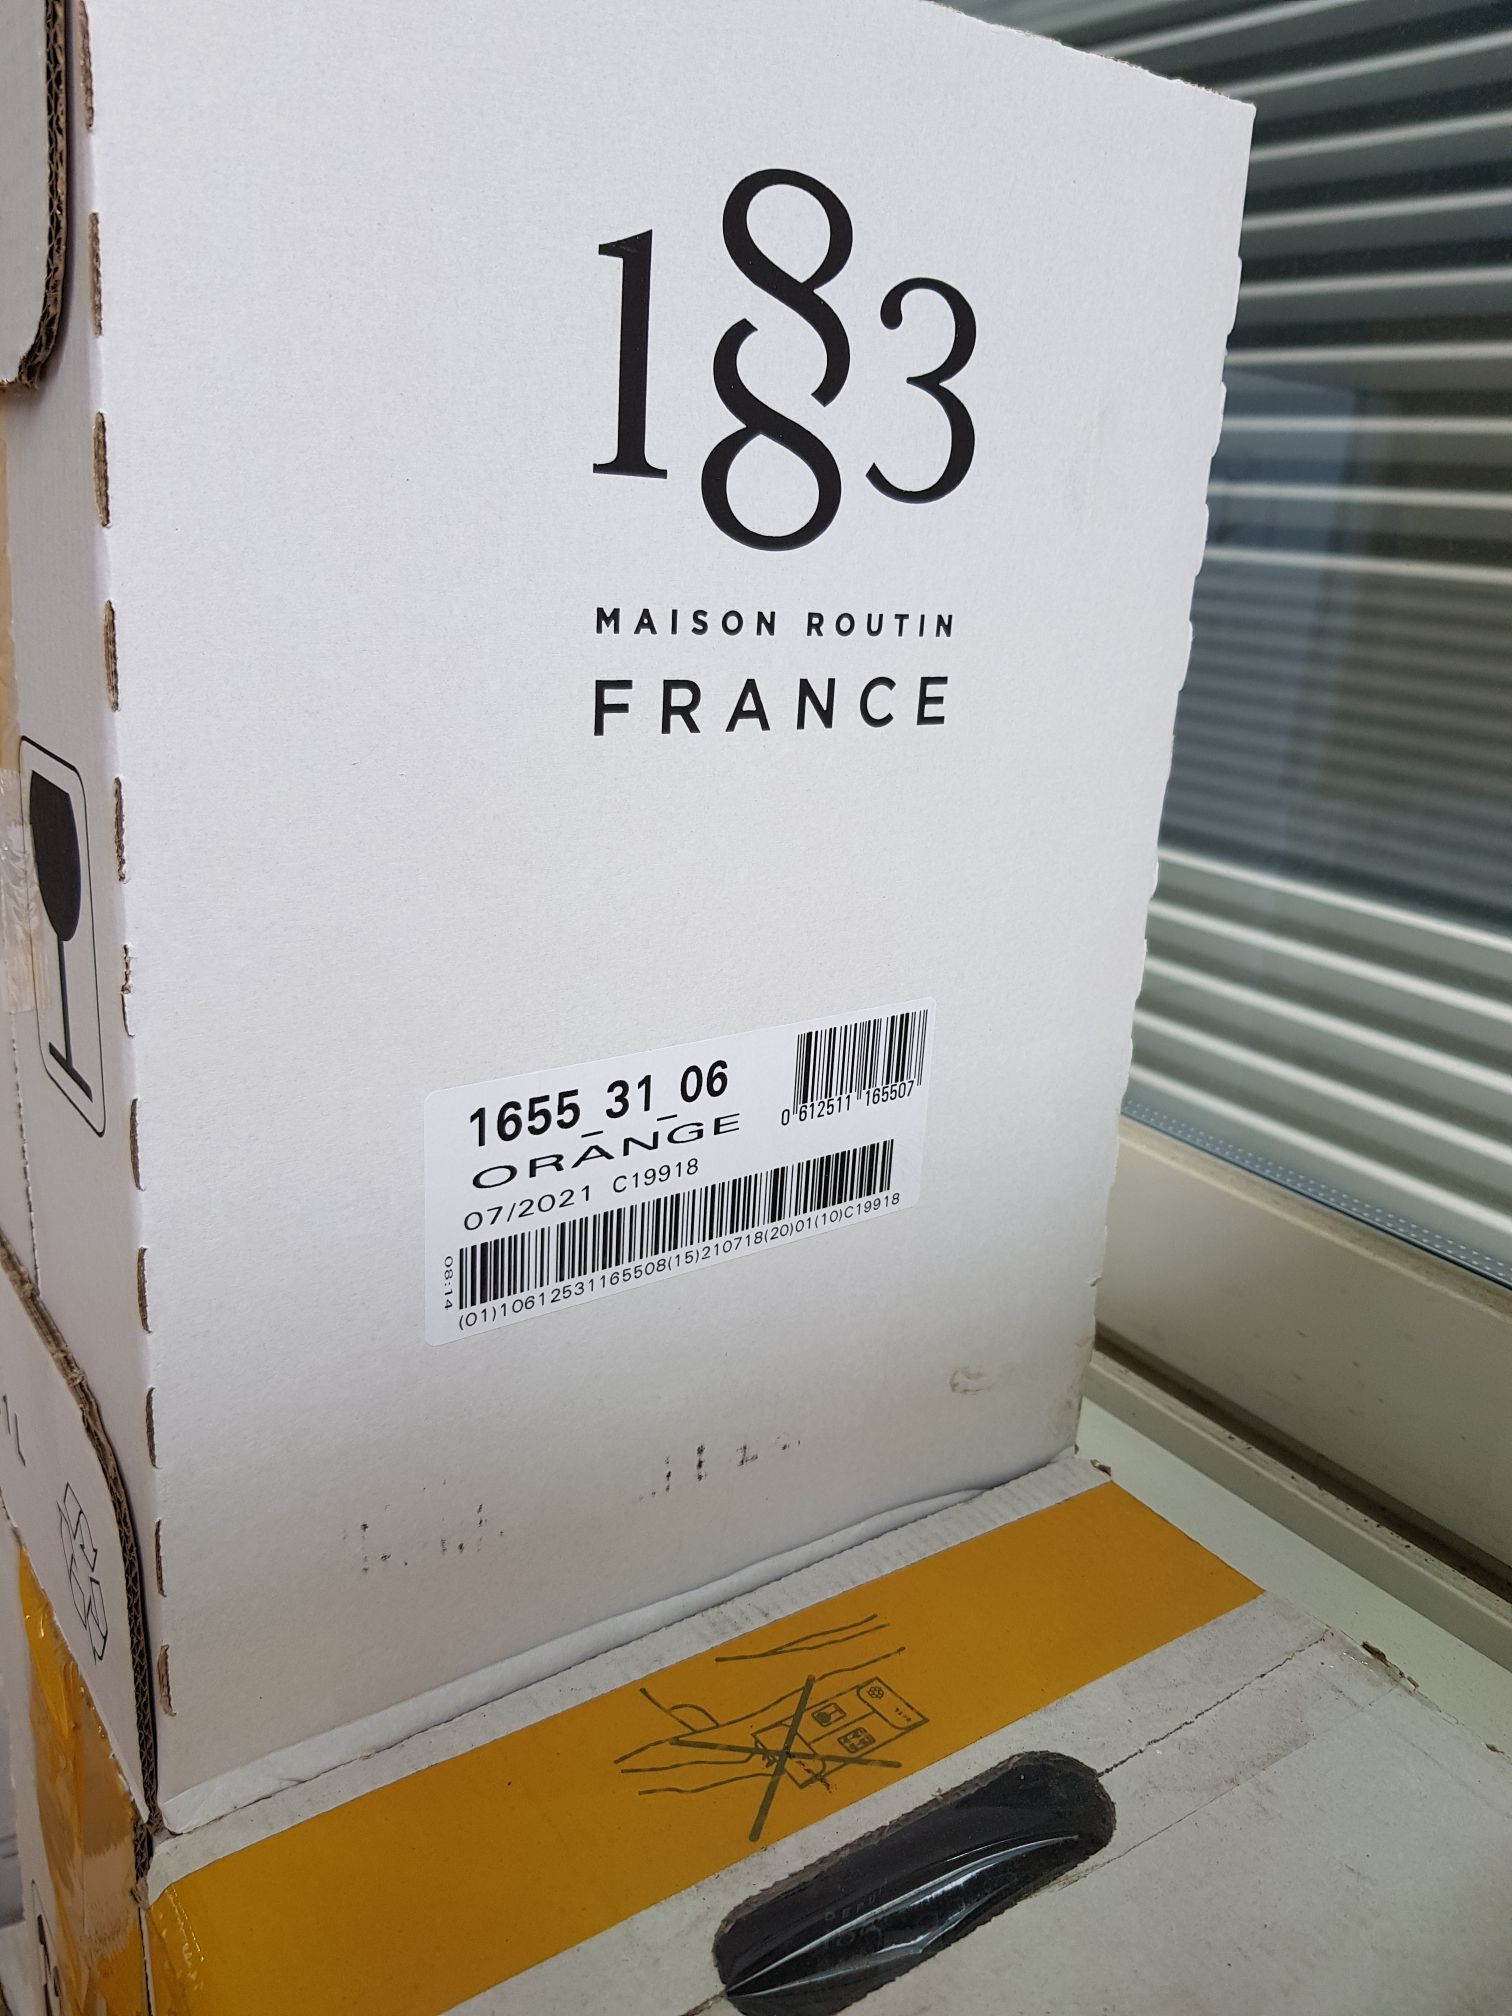 1883
MAISON ROUTIN
FRANCE
1655_31_06
ORANGE
07/2021 C19918
0 612511 165507
08:14
(01)10612531165508(15)210718(20)01(10)C19918